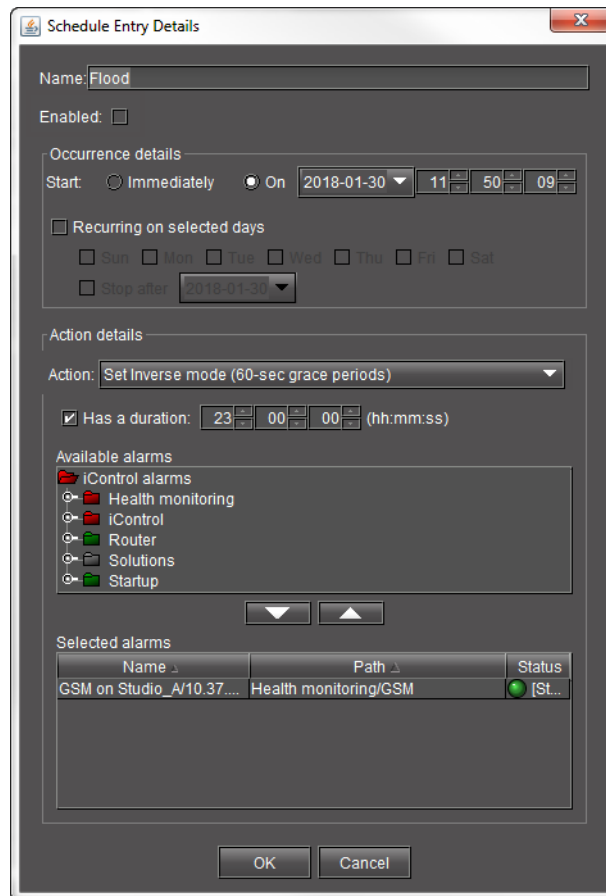 Schedule Entry Details
Name: Flood
Enabled:
Occurrence details
Start: Immediately On 2018-01-30 11 50 09
Recurring on selected days
Sun Mon Tue Wed Thu Fri Sat
Stop after 2018-01-30
Action details
Action: Set Inverse mode (60-sec grace periods)
Has a duration: 23 00 00 (hh:mm:ss)
Available alarms
iControl alarms
Health monitoring
iControl
Router
Solutions
Startup
Selected alarms
Name Path Status
GSM on Studio_A/10.37.... Health monitoring/GSM [St...
OK Cancel